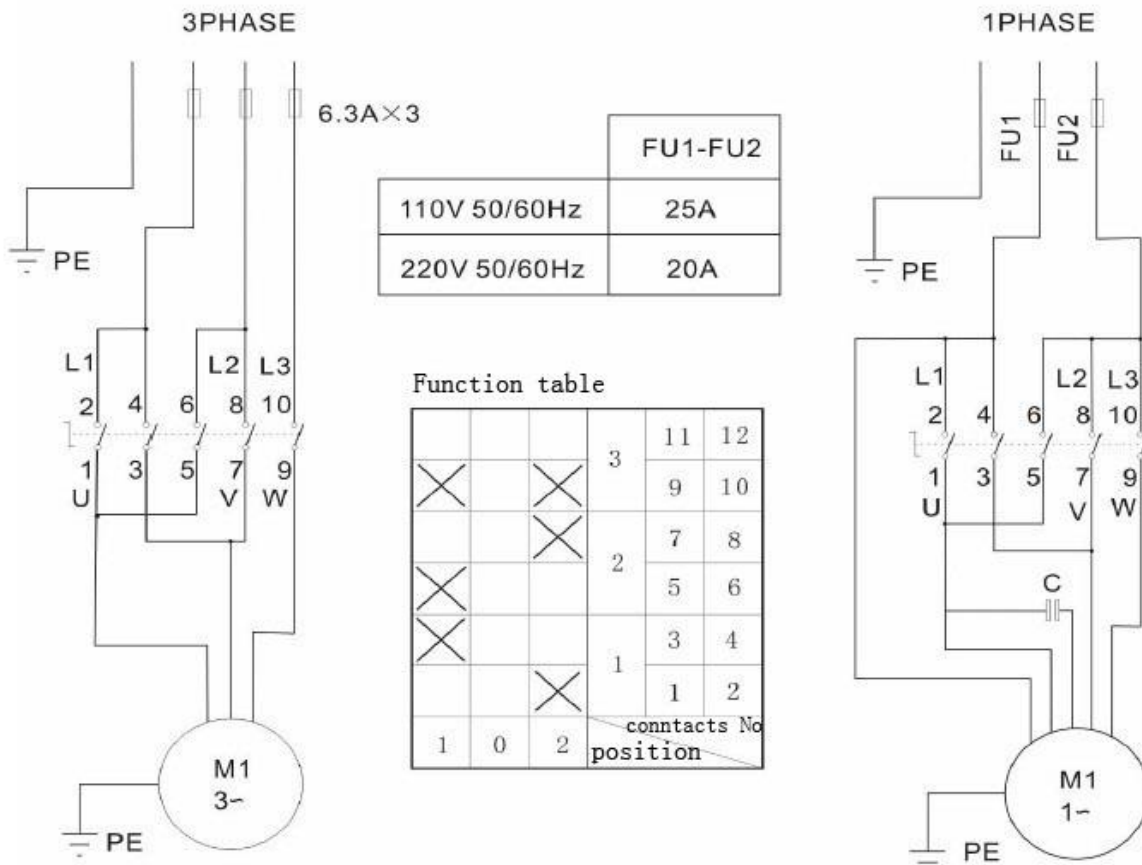 3PHASE
6.3A×3
PE
L1 L2 L3
2 4 6 8 10
1 3 5 7 9
U V W
M1
3~
PE
FU1-FU2
110V 50/60Hz 25A
220V 50/60Hz 20A
Function table
3 11 12
9 10
2 7 8
5 6
1 3 4
1 2
conntacts No
1 0 2 position
1PHASE
FU1 FU2
PE
L1 L2 L3
2 4 6 8 10
1 3 5 7 9
U V W
C
M1
1~
PE